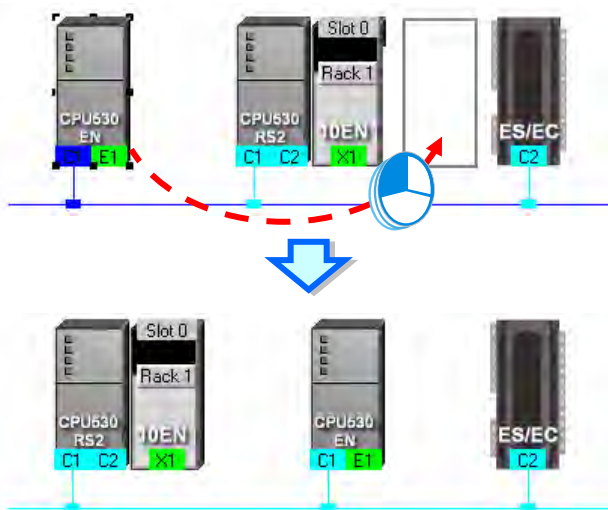 CPU530
EN
C1 E1
Slot 0
Rack 1
CPU530
RS2
10EN
C1 C2
X1
ES/EC
C2
Slot 0
Rack 1
CPU530
RS2
10EN
C1 C2
X1
CPU530
EN
C1 E1
ES/EC
C2